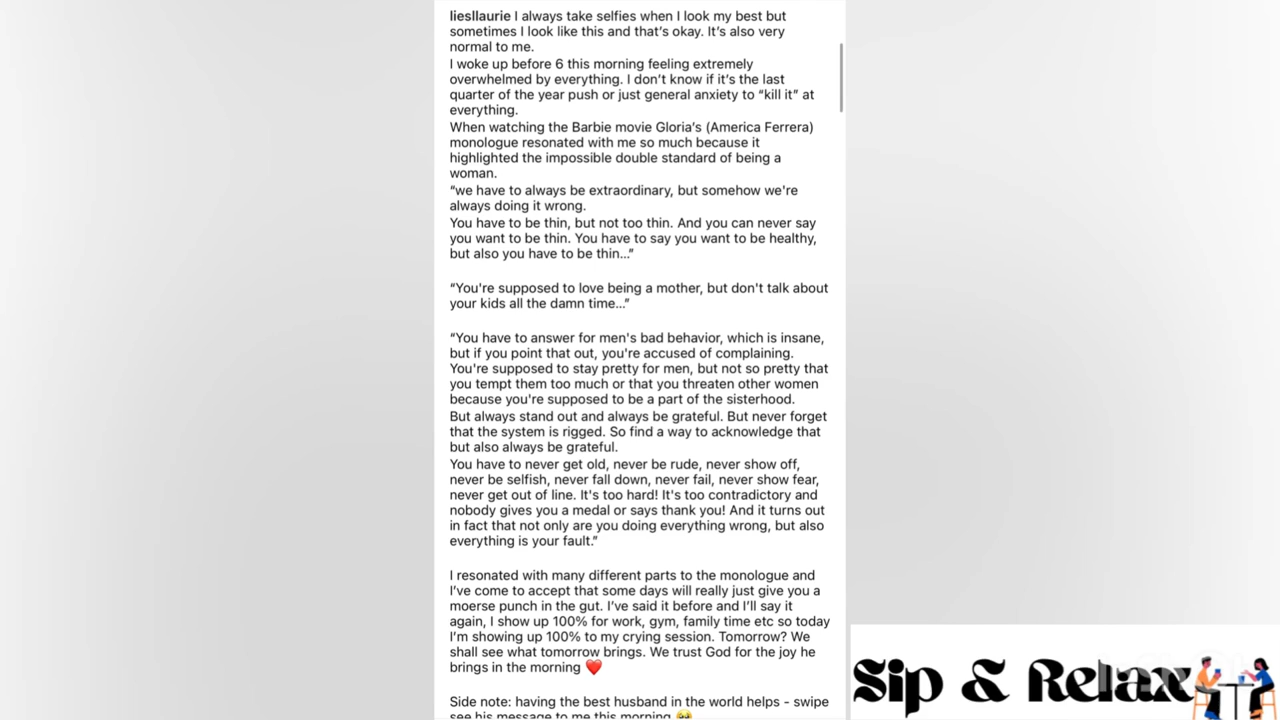 liesllaurie I always take selfies when I look my best but
sometimes I look like this and that's okay. It's also very
normal to me.
I woke up before 6 this morning feeling extremely
overwhelmed by everything. I don't know if it's the last
quarter of the year push or just general anxiety to “kill it” at
everything.
When watching the Barbie movie Gloria's (America Ferrera)
monologue resonated with me so much because it
highlighted the impossible double standard of being a
woman.
“we have to always be extraordinary, but somehow we're
always doing it wrong.
You have to be thin, but not too thin. And you can never say
you want to be thin. You have to say you want to be healthy,
but also you have to be thin...”
“You're supposed to love being a mother, but don't talk about
your kids all the damn time...”
“You have to answer for men's bad behavior, which is insane,
but if you point that out, you're accused of complaining.
You're supposed to stay pretty for men, but not so pretty that
you tempt them too much or that you threaten other women
because you're supposed to be a part of the sisterhood.
But always stand out and always be grateful. But never forget
that the system is rigged. So find a way to acknowledge that
but also always be grateful.
You have to never get old, never be rude, never show off,
never be selfish, never fall down, never fail, never show fear,
never get out of line. It's too hard! It's too contradictory and
nobody gives you a medal or says thank you! And it turns out
in fact that not only are you doing everything wrong, but also
everything is your fault.”
I resonated with many different parts to the monologue and
I've come to accept that some days will really just give you a
moerse punch in the gut. I've said it before and I'll say it
again, I show up 100% for work, gym, family time etc so today
I'm showing up 100% to my crying session. Tomorrow? We
shall see what tomorrow brings. We trust God for the joy he
brings in the morning ❤️
Side note: having the best husband in the world helps - swipe
see his message to me this morning 🥹
Sip & Relax